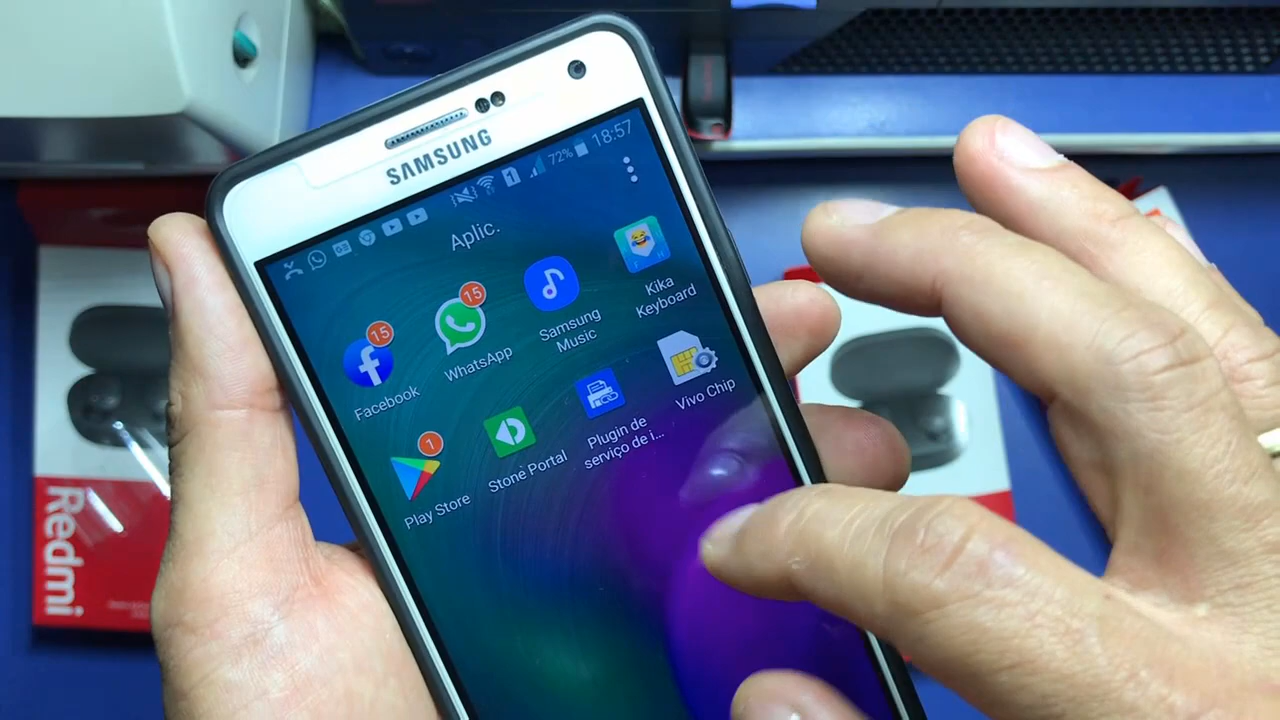 SAMSUNG
1 72% 18:57
Aplic.
15
Facebook
15
WhatsApp
Samsung
Music
Kika
Keyboard
1
Play Store
Stone Portal
Plugin de
serviço de i...
Vivo Chip
Redmi